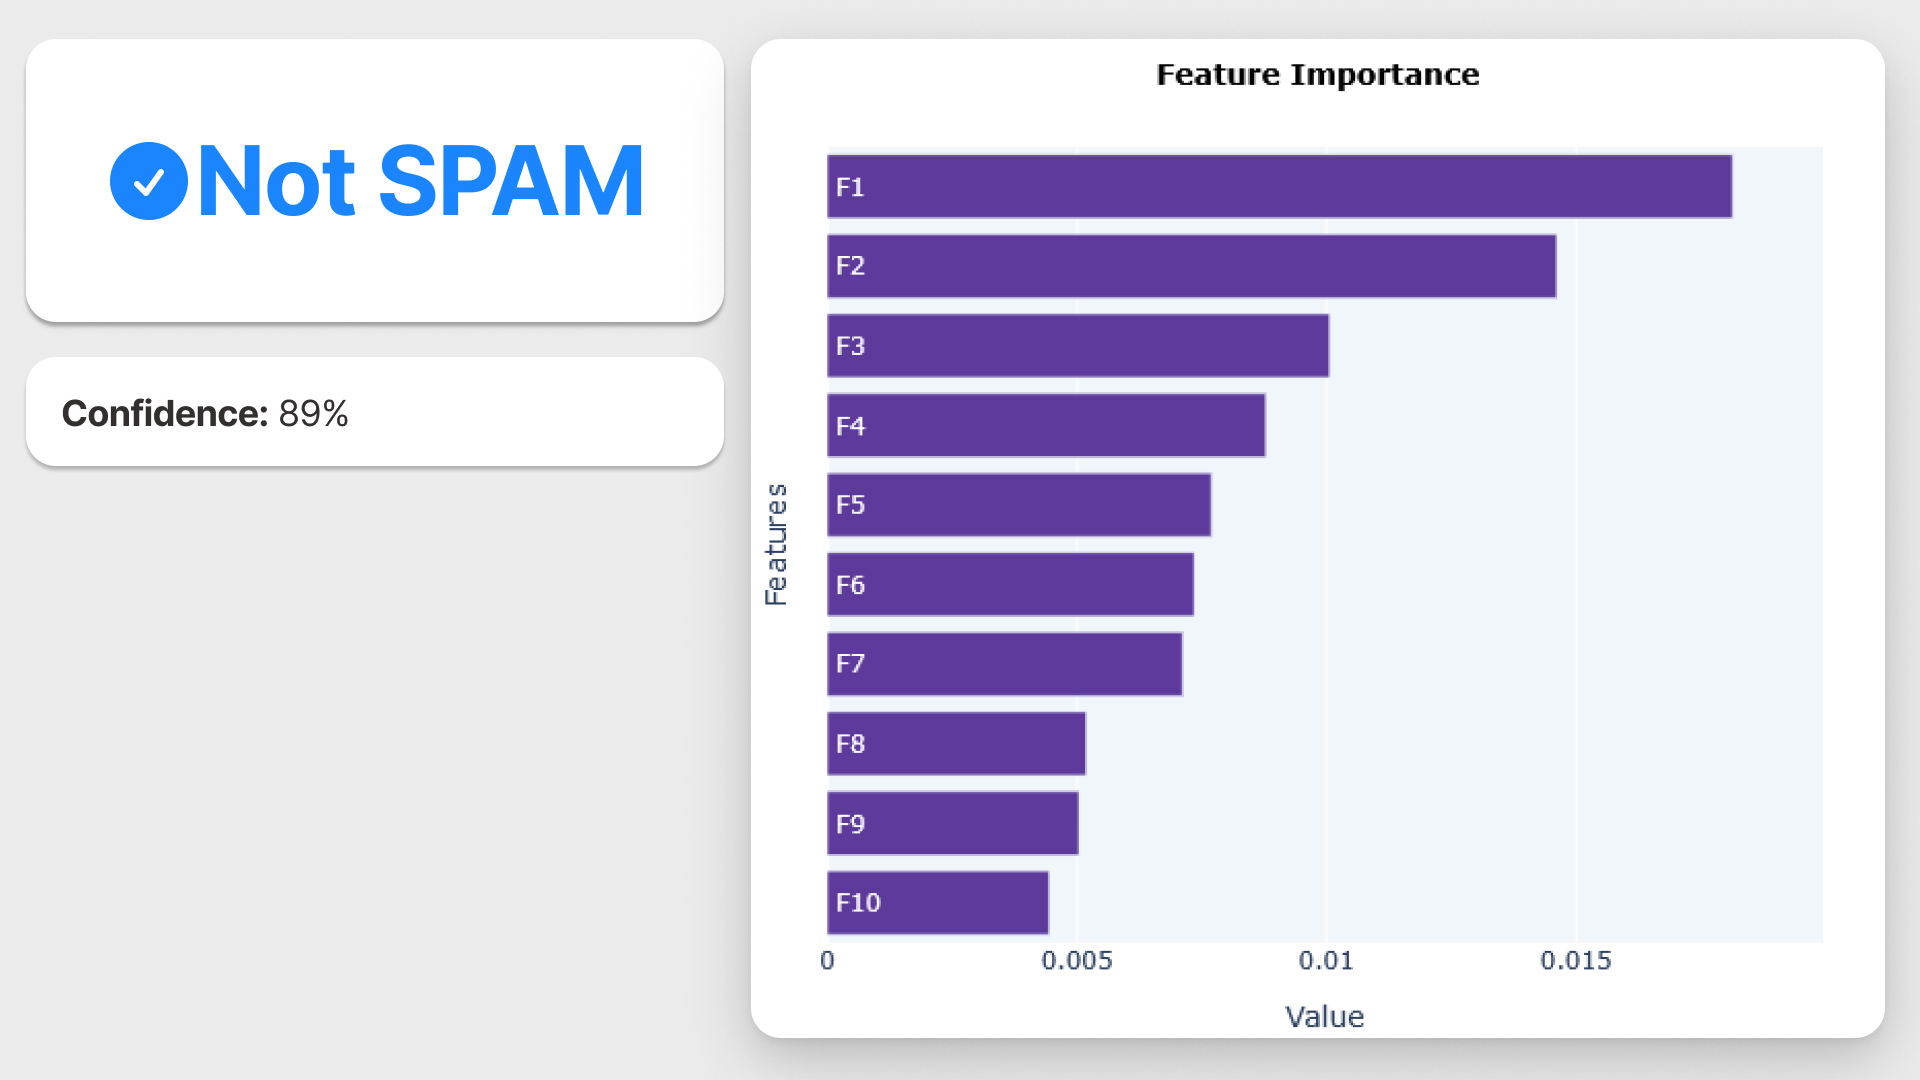 Not SPAM
Confidence: 89%
Feature Importance
Features
F1
F2
F3
F4
F5
F6
F7
F8
F9
F10
0 0.005 0.01 0.015
Value